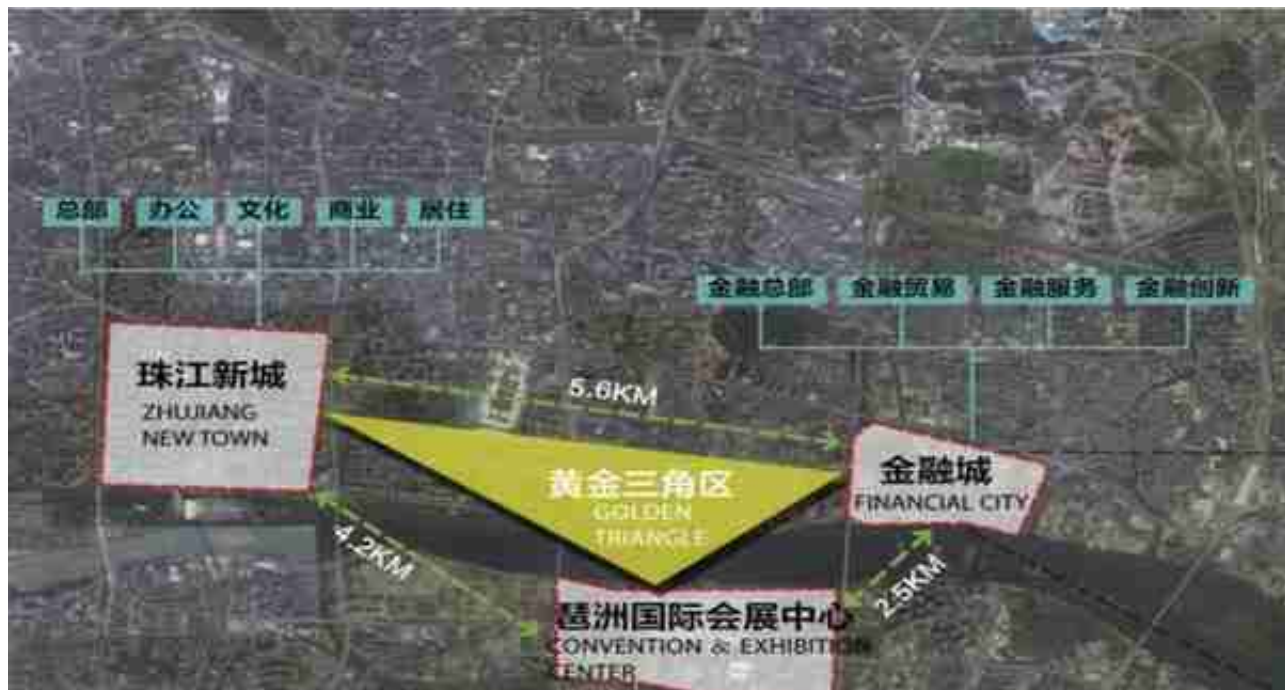 总部 办公 文化 商业 居住
金融总部 金融贸易 金融服务 金融创新
珠江新城
ZHUJIANG
NEW TOWN
5.6KM
黄金三角区
GOLDEN
TRIANGLE
金融城
FINANCIAL CITY
4.2KM
2.5KM
琶洲国际会展中心
CONVENTION & EXHIBITION
CENTER